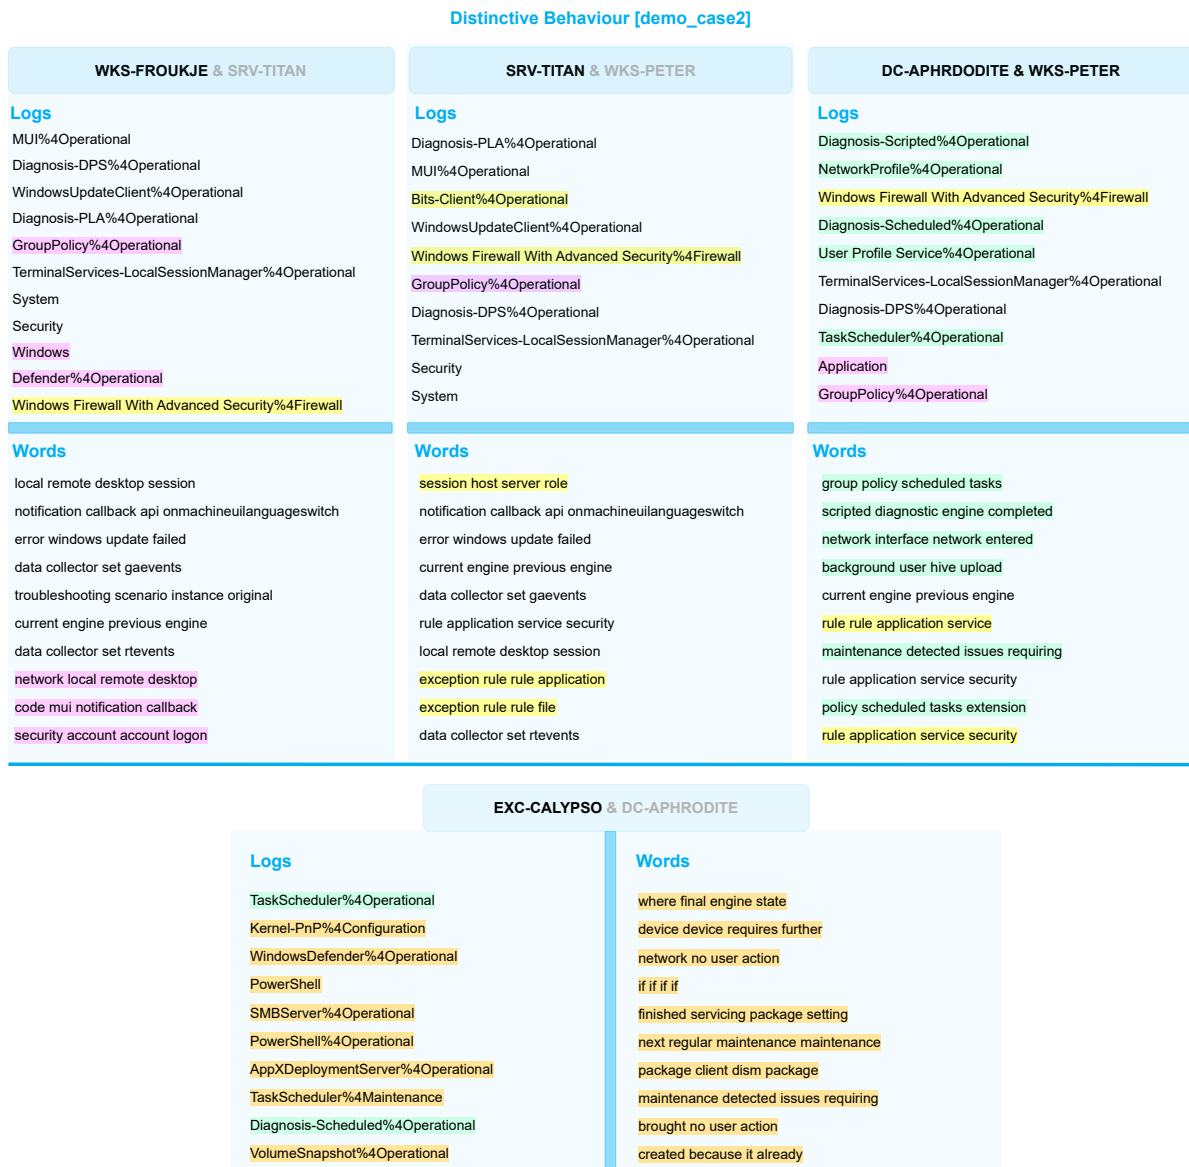 Distinctive Behaviour [demo_case2]
WKS-FROUKJE & SRV-TITAN
Logs
MUI%4Operational
Diagnosis-DPS%4Operational
WindowsUpdateClient%4Operational
Diagnosis-PLA%4Operational
GroupPolicy%4Operational
TerminalServices-LocalSessionManager%4Operational
System
Security
Windows
Defender%4Operational
Windows Firewall With Advanced Security%4Firewall
Words
local remote desktop session
notification callback api onmachineuilanguageswitch
error windows update failed
data collector set gaevents
troubleshooting scenario instance original
current engine previous engine
data collector set rtevents
network local remote desktop
code mui notification callback
security account account logon
SRV-TITAN & WKS-PETER
Logs
Diagnosis-PLA%4Operational
MUI%4Operational
Bits-Client%4Operational
WindowsUpdateClient%4Operational
Windows Firewall With Advanced Security%4Firewall
GroupPolicy%4Operational
Diagnosis-DPS%4Operational
TerminalServices-LocalSessionManager%4Operational
Security
System
Words
session host server role
notification callback api onmachineuilanguageswitch
error windows update failed
current engine previous engine
data collector set gaevents
rule application service security
local remote desktop session
exception rule rule application
exception rule rule file
data collector set rtevents
DC-APHRDODITE & WKS-PETER
Logs
Diagnosis-Scripted%4Operational
NetworkProfile%4Operational
Windows Firewall With Advanced Security%4Firewall
Diagnosis-Scheduled%4Operational
User Profile Service%4Operational
TerminalServices-LocalSessionManager%4Operational
Diagnosis-DPS%4Operational
TaskScheduler%4Operational
Application
GroupPolicy%4Operational
Words
group policy scheduled tasks
scripted diagnostic engine completed
network interface network entered
background user hive upload
current engine previous engine
rule rule application service
maintenance detected issues requiring
rule application service security
policy scheduled tasks extension
rule application service security
EXC-CALYPSO & DC-APHRODITE
Logs
TaskScheduler%4Operational
Kernel-PnP%4Configuration
WindowsDefender%4Operational
PowerShell
SMBServer%4Operational
PowerShell%4Operational
AppXDeploymentServer%4Operational
TaskScheduler%4Maintenance
Diagnosis-Scheduled%4Operational
VolumeSnapshot%4Operational
Words
where final engine state
device device requires further
network no user action
if if if if
finished servicing package setting
next regular maintenance maintenance
package client dism package
maintenance detected issues requiring
brought no user action
created because it already